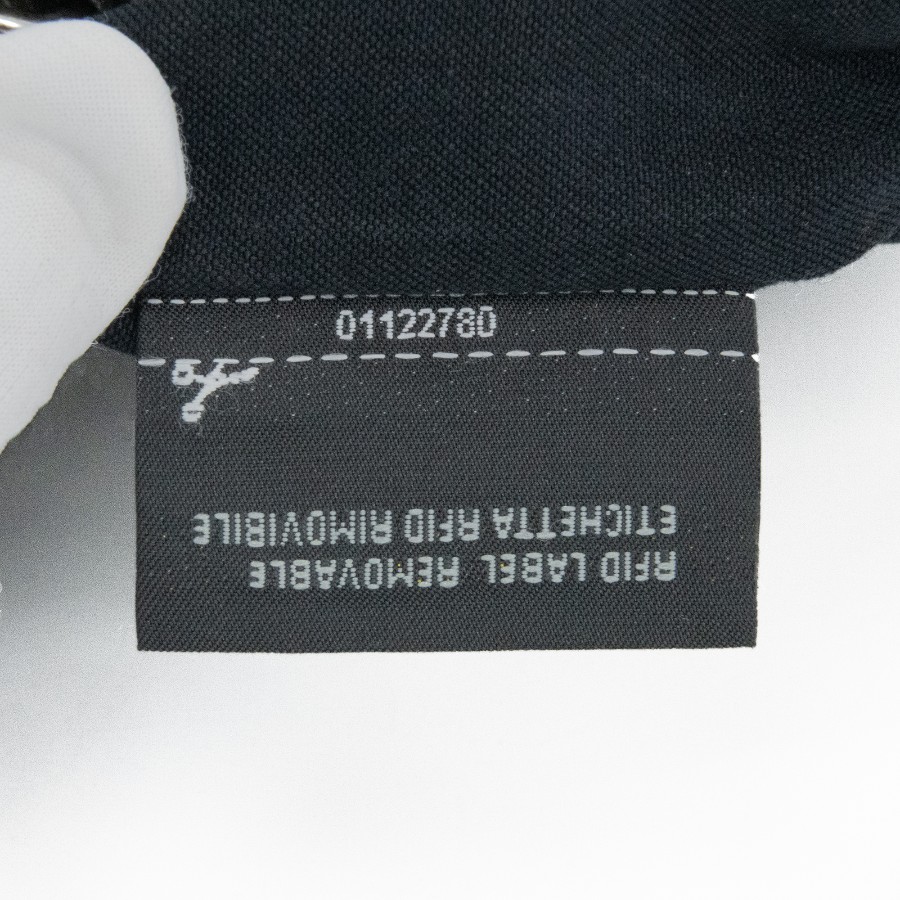 01122780
RFID LABEL REMOVABLE
ETICHETTA RFID RIMOVIBILE